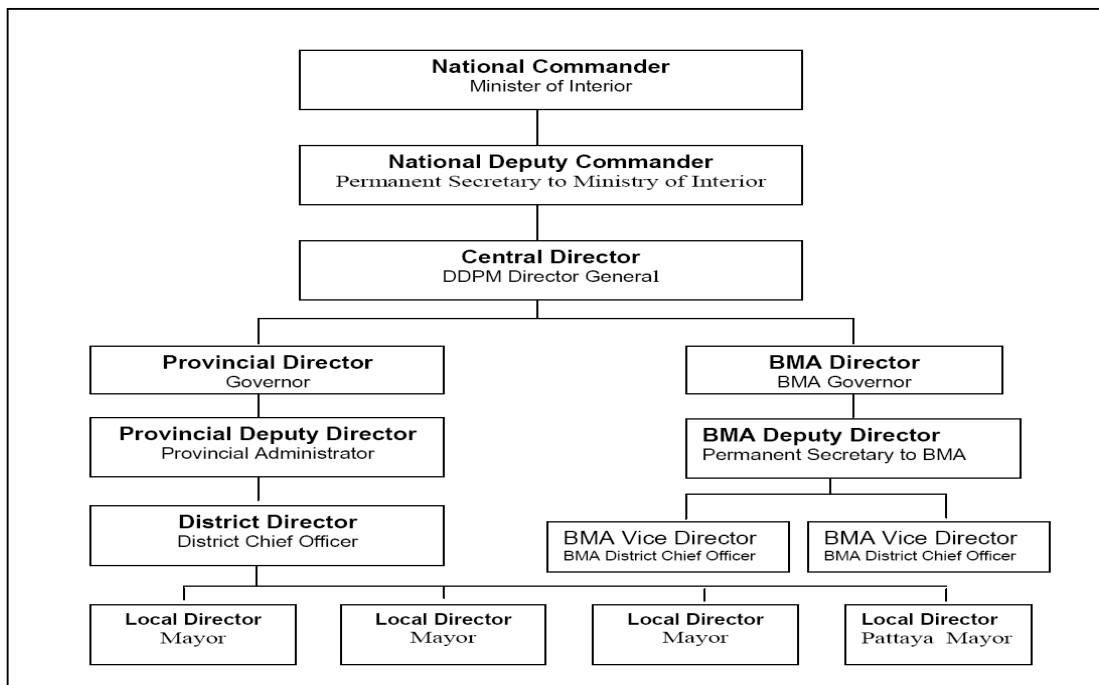 National Commander
Minister of Interior
National Deputy Commander
Permanent Secretary to Ministry of Interior
Central Director
DDPM Director General
Provincial Director
Governor
BMA Director
BMA Governor
Provincial Deputy Director
Provincial Administrator
BMA Deputy Director
Permanent Secretary to BMA
District Director
District Chief Officer
BMA Vice Director
BMA District Chief Officer
BMA Vice Director
BMA District Chief Officer
Local Director
Mayor
Local Director
Mayor
Local Director
Mayor
Local Director
Pattaya Mayor